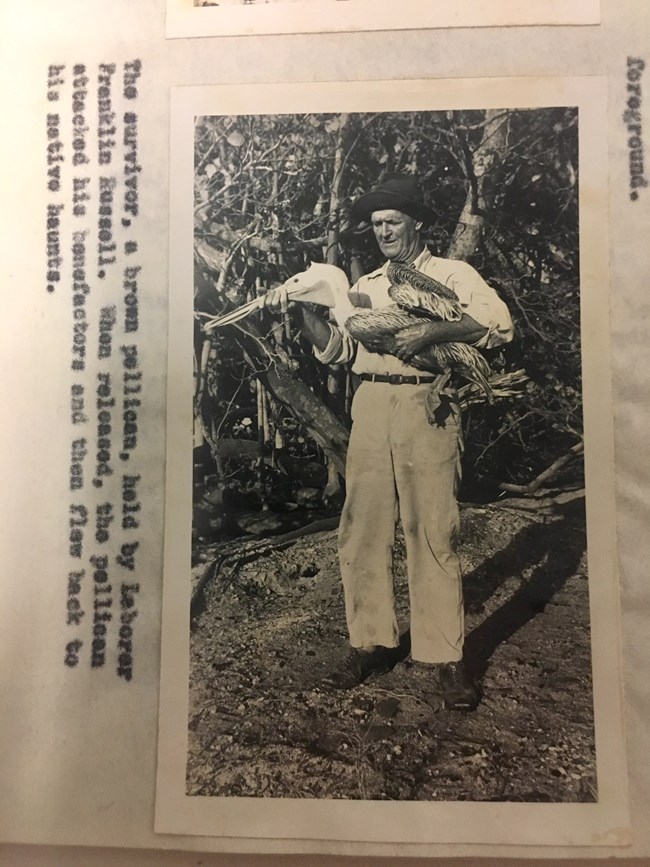 foreground.
The survivor, a brown pellican, held by Laborer
Franklin Russell. When released, the pellican
attacked his benefactors and then flew back to
his native haunts.